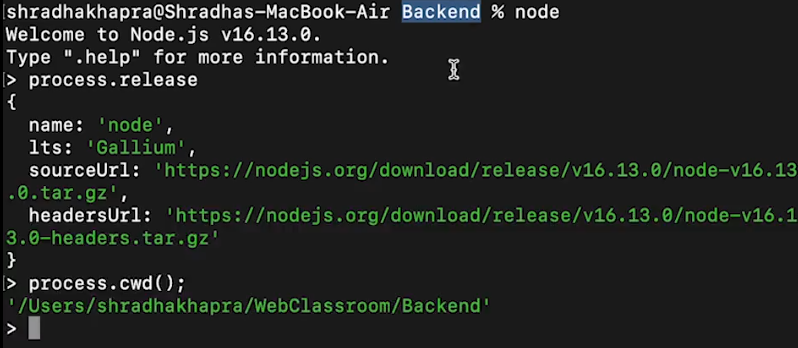 shradhakhapra@Shradhas-MacBook-Air Backend % node
Welcome to Node.js v16.13.0.
Type ".help" for more information.
> process.release
{
  name: 'node',
  lts: 'Gallium',
  sourceUrl: 'https://nodejs.org/download/release/v16.13.0/node-v16.13
.0.tar.gz',
  headersUrl: 'https://nodejs.org/download/release/v16.13.0/node-v16.1
3.0-headers.tar.gz'
}
> process.cwd();
'/Users/shradhakhapra/WebClassroom/Backend'
>